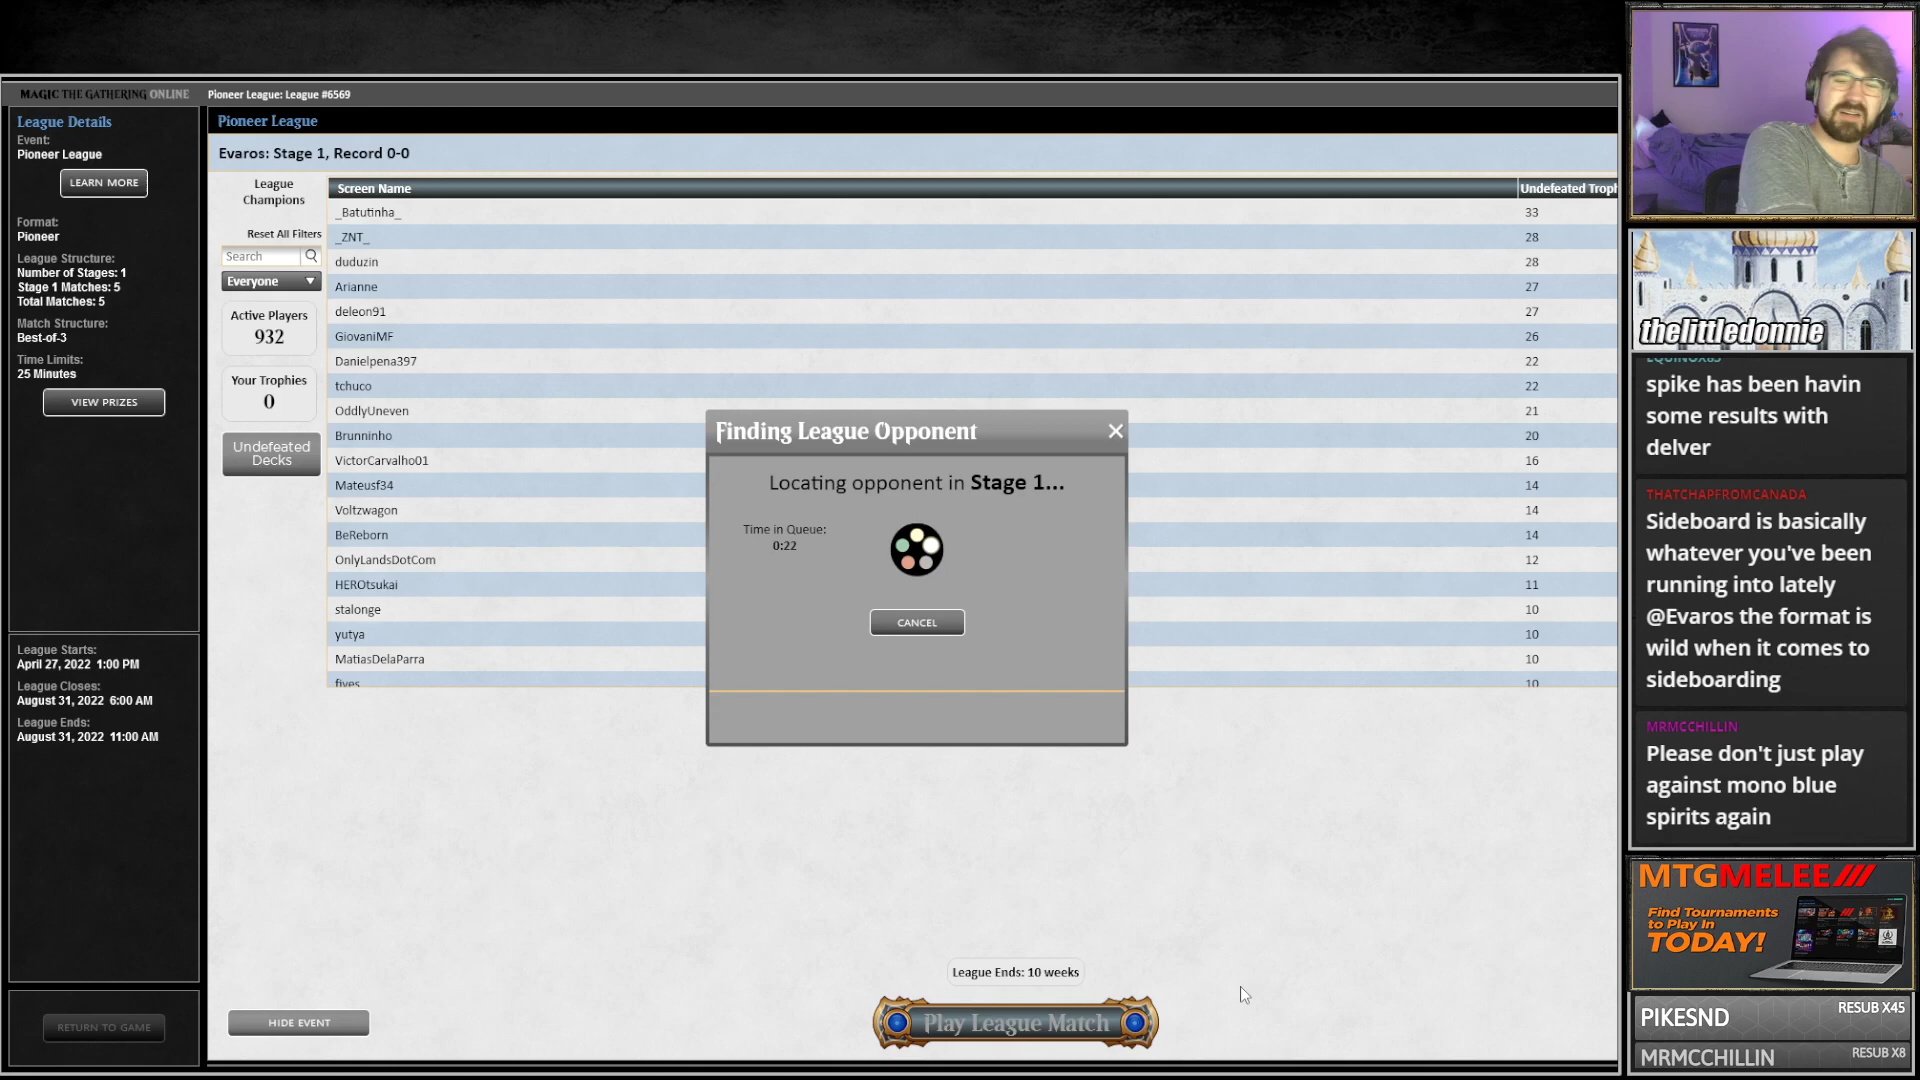 MAGIC THE GATHERING ONLINE
Pioneer League: League #6569
League Details
Event:
Pioneer League
LEARN MORE
Format:
Pioneer
League Structure:
Number of Stages: 1
Stage 1 Matches: 5
Total Matches: 5
Match Structure:
Best-of-3
Time Limits:
25 Minutes
VIEW PRIZES
League Starts:
April 27, 2022 1:00 PM
League Closes:
August 31, 2022 6:00 AM
League Ends:
August 31, 2022 11:00 AM
RETURN TO GAME
Pioneer League
Evaros: Stage 1, Record 0-0
League
Champions
Reset All Filters
Search
Everyone
Active Players
932
Your Trophies
0
Undefeated
Decks
Screen Name Undefeated Troph
_Batutinha_ 33
_ZNT_ 28
duduzin 28
Arianne 27
deleon91 27
GiovaniMF 26
Danielpena397 22
tchuco 22
OddlyUneven 21
Brunninho 20
VictorCarvalho01 16
Mateusf34 14
Voltzwagon 14
BeReborn 14
OnlyLandsDotCom 12
HEROtsukai 11
stalonge 10
yutya 10
MatiasDelaParra 10
fives 10
Finding League Opponent
Locating opponent in Stage 1...
Time in Queue:
0:22
CANCEL
League Ends: 10 weeks
HIDE EVENT
Play League Match
thelittledonnie
EQUINOX63
spike has been havin
some results with
delver
THATCHAPFROMCANADA
Sideboard is basically
whatever you've been
running into lately
@Evaros the format is
wild when it comes to
sideboarding
MRMCCHILLIN
Please don't just play
against mono blue
spirits again
MTGMELEE
Find Tournaments
to Play In
TODAY!
PIKESND RESUB X45
MRMCCHILLIN RESUB X8